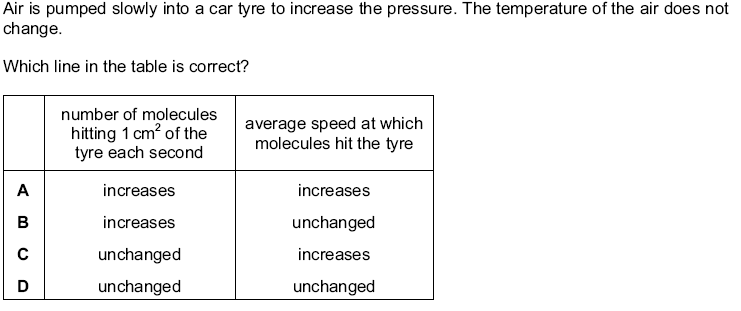 Air is pumped slowly into a car tyre to increase the pressure. The temperature of the air does not
change.
Which line in the table is correct?
number of molecules
hitting 1 cm² of the
tyre each second
average speed at which
molecules hit the tyre
A increases increases
B increases unchanged
C unchanged increases
D unchanged unchanged